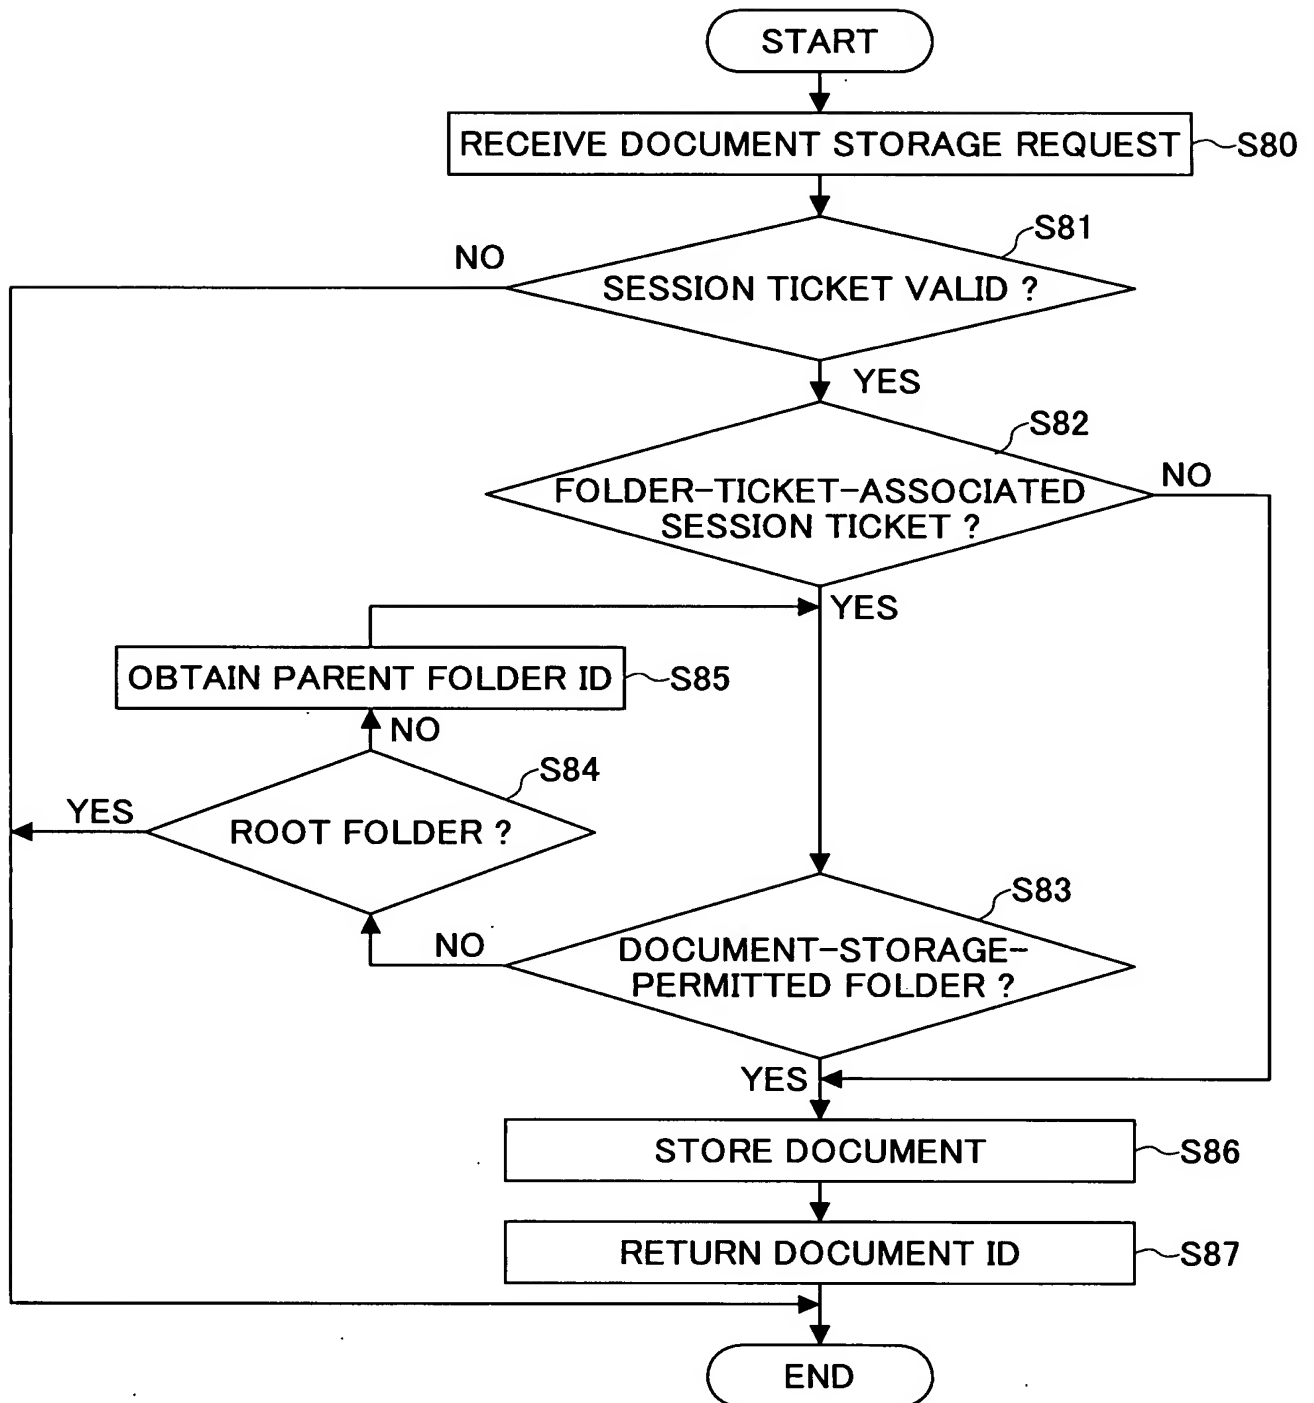 START
RECEIVE DOCUMENT STORAGE REQUEST
S80
S81
NO
SESSION TICKET VALID ?
YES
S82
NO
FOLDER-TICKET-ASSOCIATED
SESSION TICKET ?
YES
OBTAIN PARENT FOLDER ID
S85
NO
S84
YES
ROOT FOLDER ?
S83
NO
DOCUMENT-STORAGE-
PERMITTED FOLDER ?
YES
STORE DOCUMENT
S86
RETURN DOCUMENT ID
S87
END